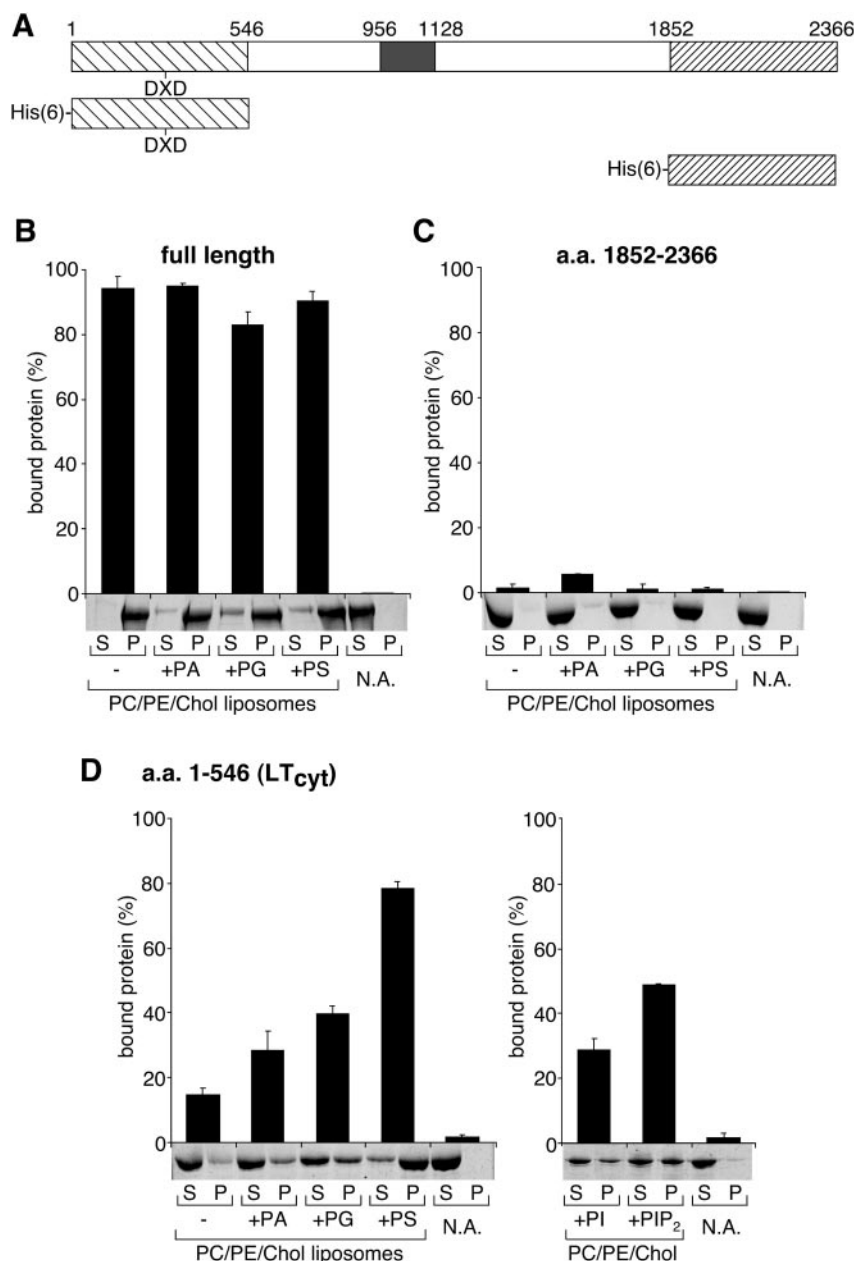 A
1 546 956 1128 1852 2366
DXD
His(6)-
DXD
His(6)-
B
full length
100
80
60
40
20
0
bound protein (%)
S P S P S P S P S P
- +PA +PG +PS N.A.
PC/PE/Chol liposomes
C
a.a. 1852-2366
100
80
60
40
20
0
bound protein (%)
S P S P S P S P S P
- +PA +PG +PS N.A.
PC/PE/Chol liposomes
D a.a. 1-546 (LTcyt)
100
80
60
40
20
0
bound protein (%)
S P S P S P S P S P
- +PA +PG +PS N.A.
PC/PE/Chol liposomes
100
80
60
40
20
0
bound protein (%)
S P S P S P
+PI +PIP2 N.A.
PC/PE/Chol